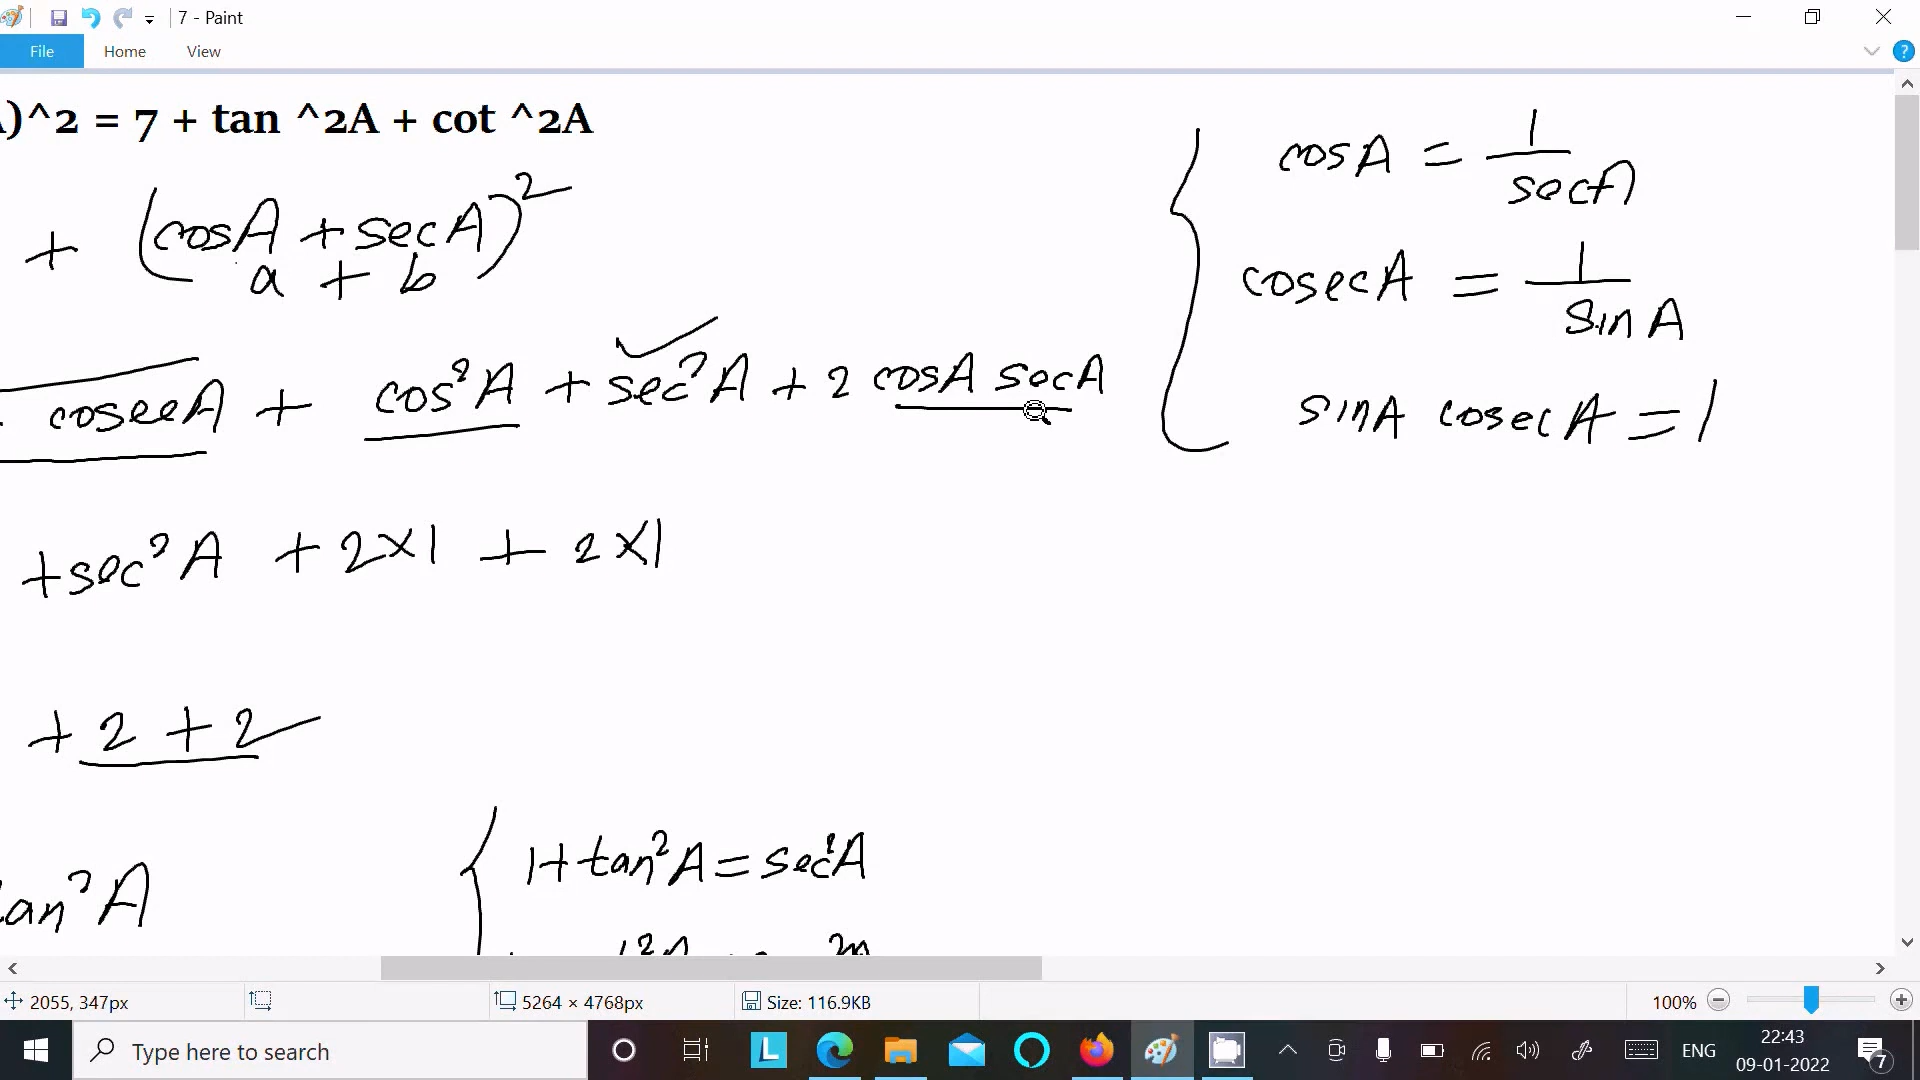 7 - Paint
File Home View
A)^2 = 7 + tan ^2A + cot ^2A
+ (cosA + secA)²
a + b
cosecA + cos²A + sec²A + 2 cosA secA
+sec²A + 2×1 + 2×1
+ 2 + 2
tan²A
cosA = 1/secA
cosecA = 1/sinA
sinA cosecA = 1
1+tan²A = sec²A
2055, 347px
5264 × 4768px
Size: 116.9KB
100%
Type here to search
L
ENG
22:43
09-01-2022
7